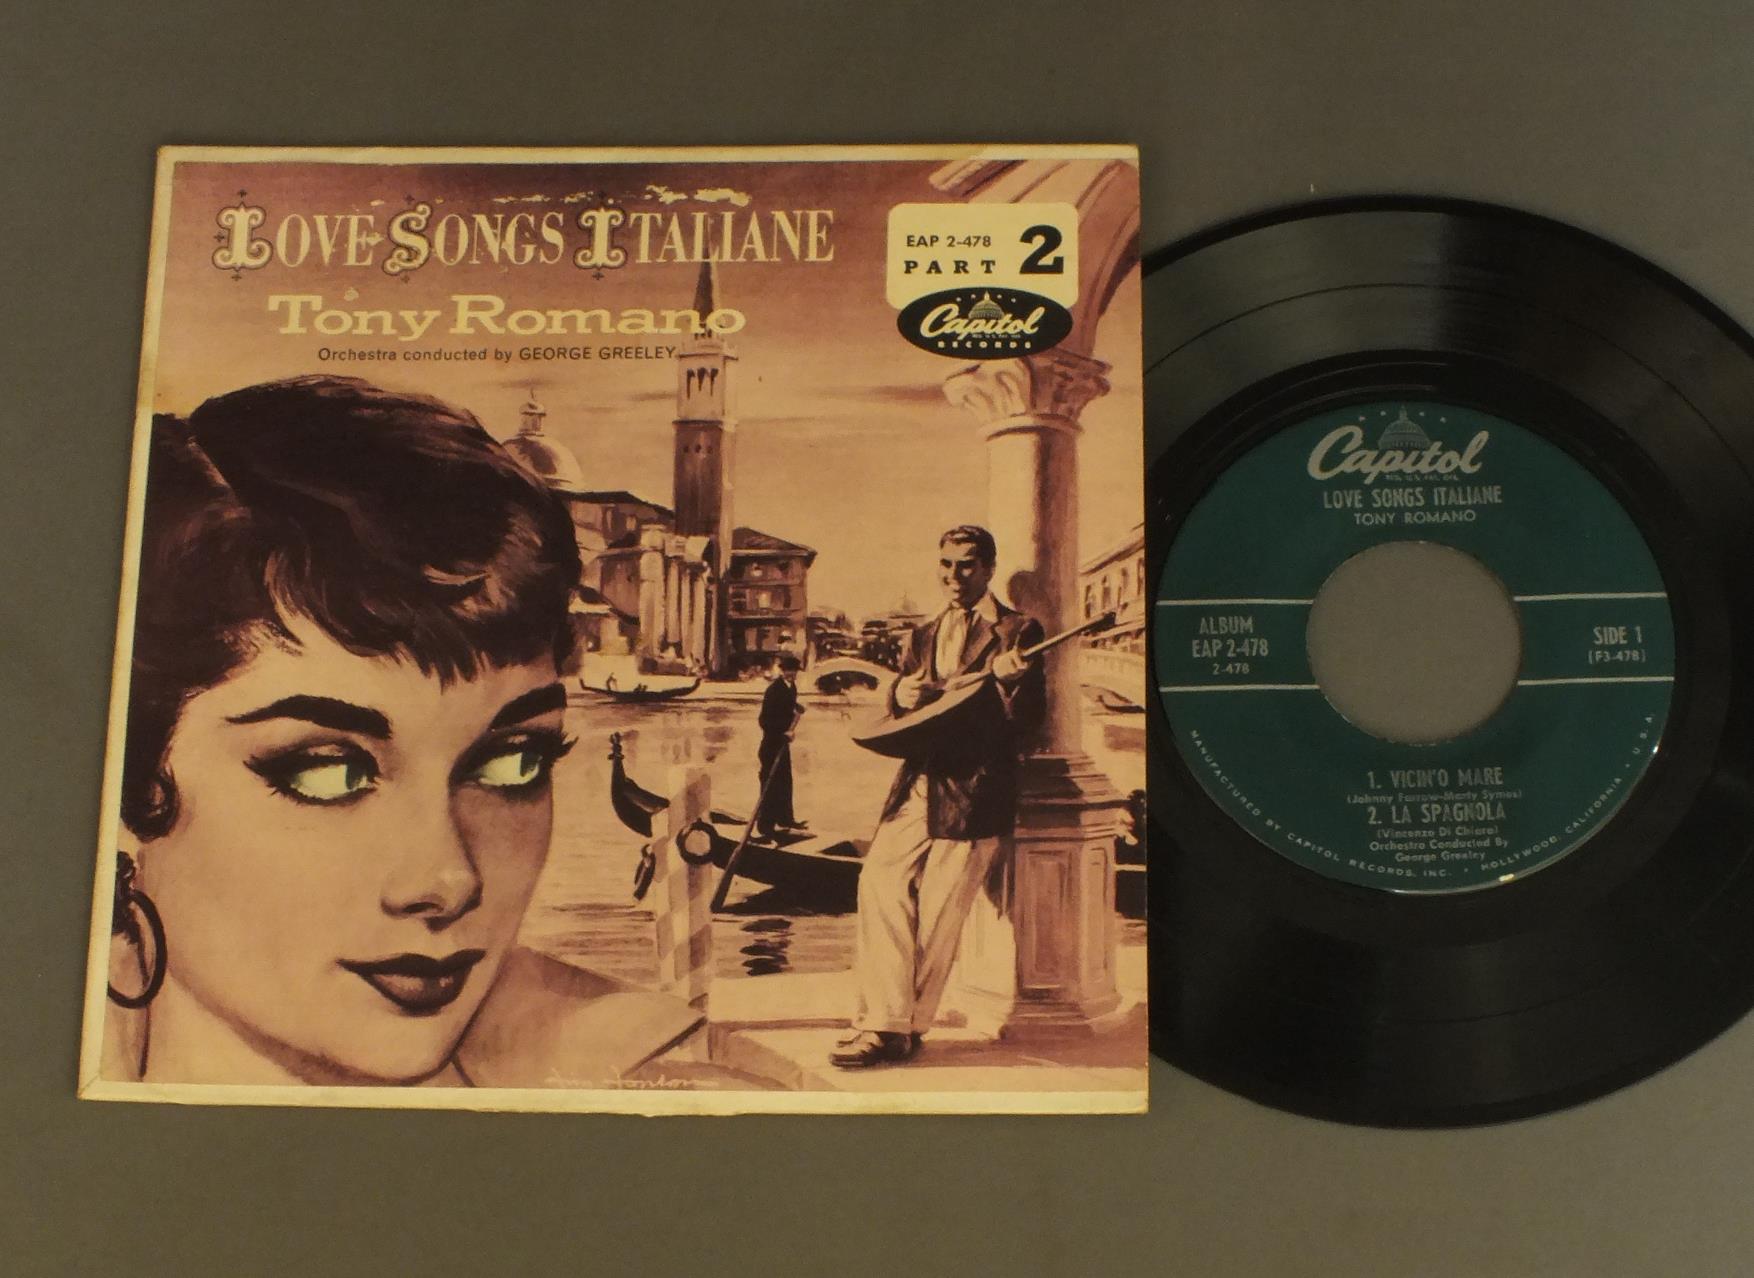 LOVE SONGS ITALIANE
Tony Romano
Orchestra conducted by GEORGE GREELEY
EAP 2-478
PART 2
Capitol
RECORDS
Capitol
REG. U.S. PAT. OFF.
LOVE SONGS ITALIANE
TONY ROMANO
ALBUM
EAP 2-478
2-478
SIDE 1
(F3-478)
1. VICIN'O MARE
(Johnny Farrow-Marty Symes)
2. LA SPAGNOLA
(Vincenzo Di Chiara)
Orchestra Conducted By
George Greeley
MANUFACTURED BY CAPITOL RECORDS, INC. • HOLLYWOOD, CALIFORNIA • U.S.A.